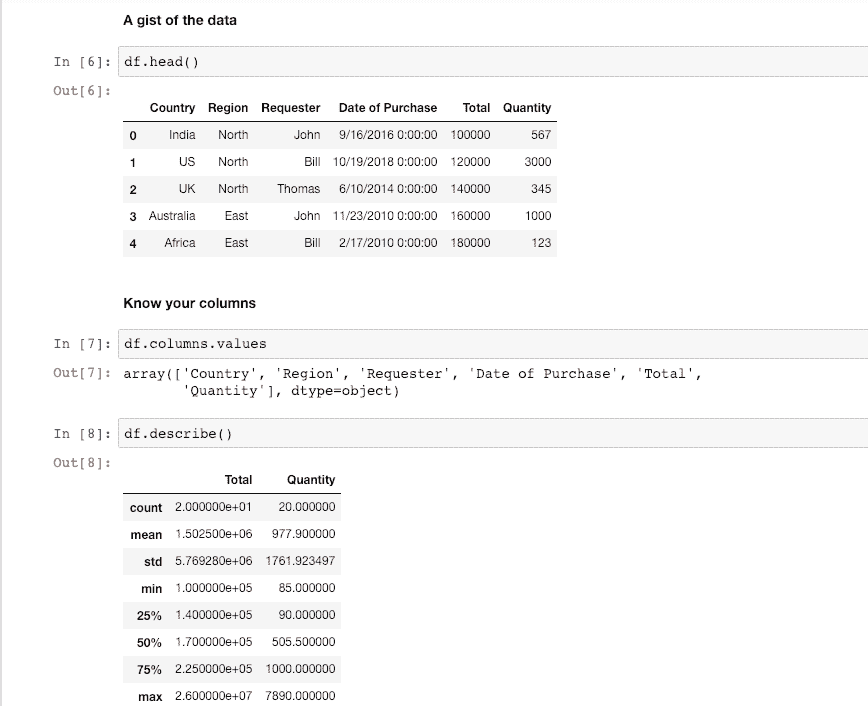 A gist of the data
In [6]: df.head()
Out[6]:
Country Region Requester Date of Purchase Total Quantity
0 India North John 9/16/2016 0:00:00 100000 567
1 US North Bill 10/19/2018 0:00:00 120000 3000
2 UK North Thomas 6/10/2014 0:00:00 140000 345
3 Australia East John 11/23/2010 0:00:00 160000 1000
4 Africa East Bill 2/17/2010 0:00:00 180000 123
Know your columns
In [7]: df.columns.values
Out[7]: array(['Country', 'Region', 'Requester', 'Date of Purchase', 'Total',
'Quantity'], dtype=object)
In [8]: df.describe()
Out[8]:
Total Quantity
count 2.000000e+01 20.000000
mean 1.502500e+06 977.900000
std 5.769280e+06 1761.923497
min 1.000000e+05 85.000000
25% 1.400000e+05 90.000000
50% 1.700000e+05 505.500000
75% 2.250000e+05 1000.000000
max 2.600000e+07 7890.000000